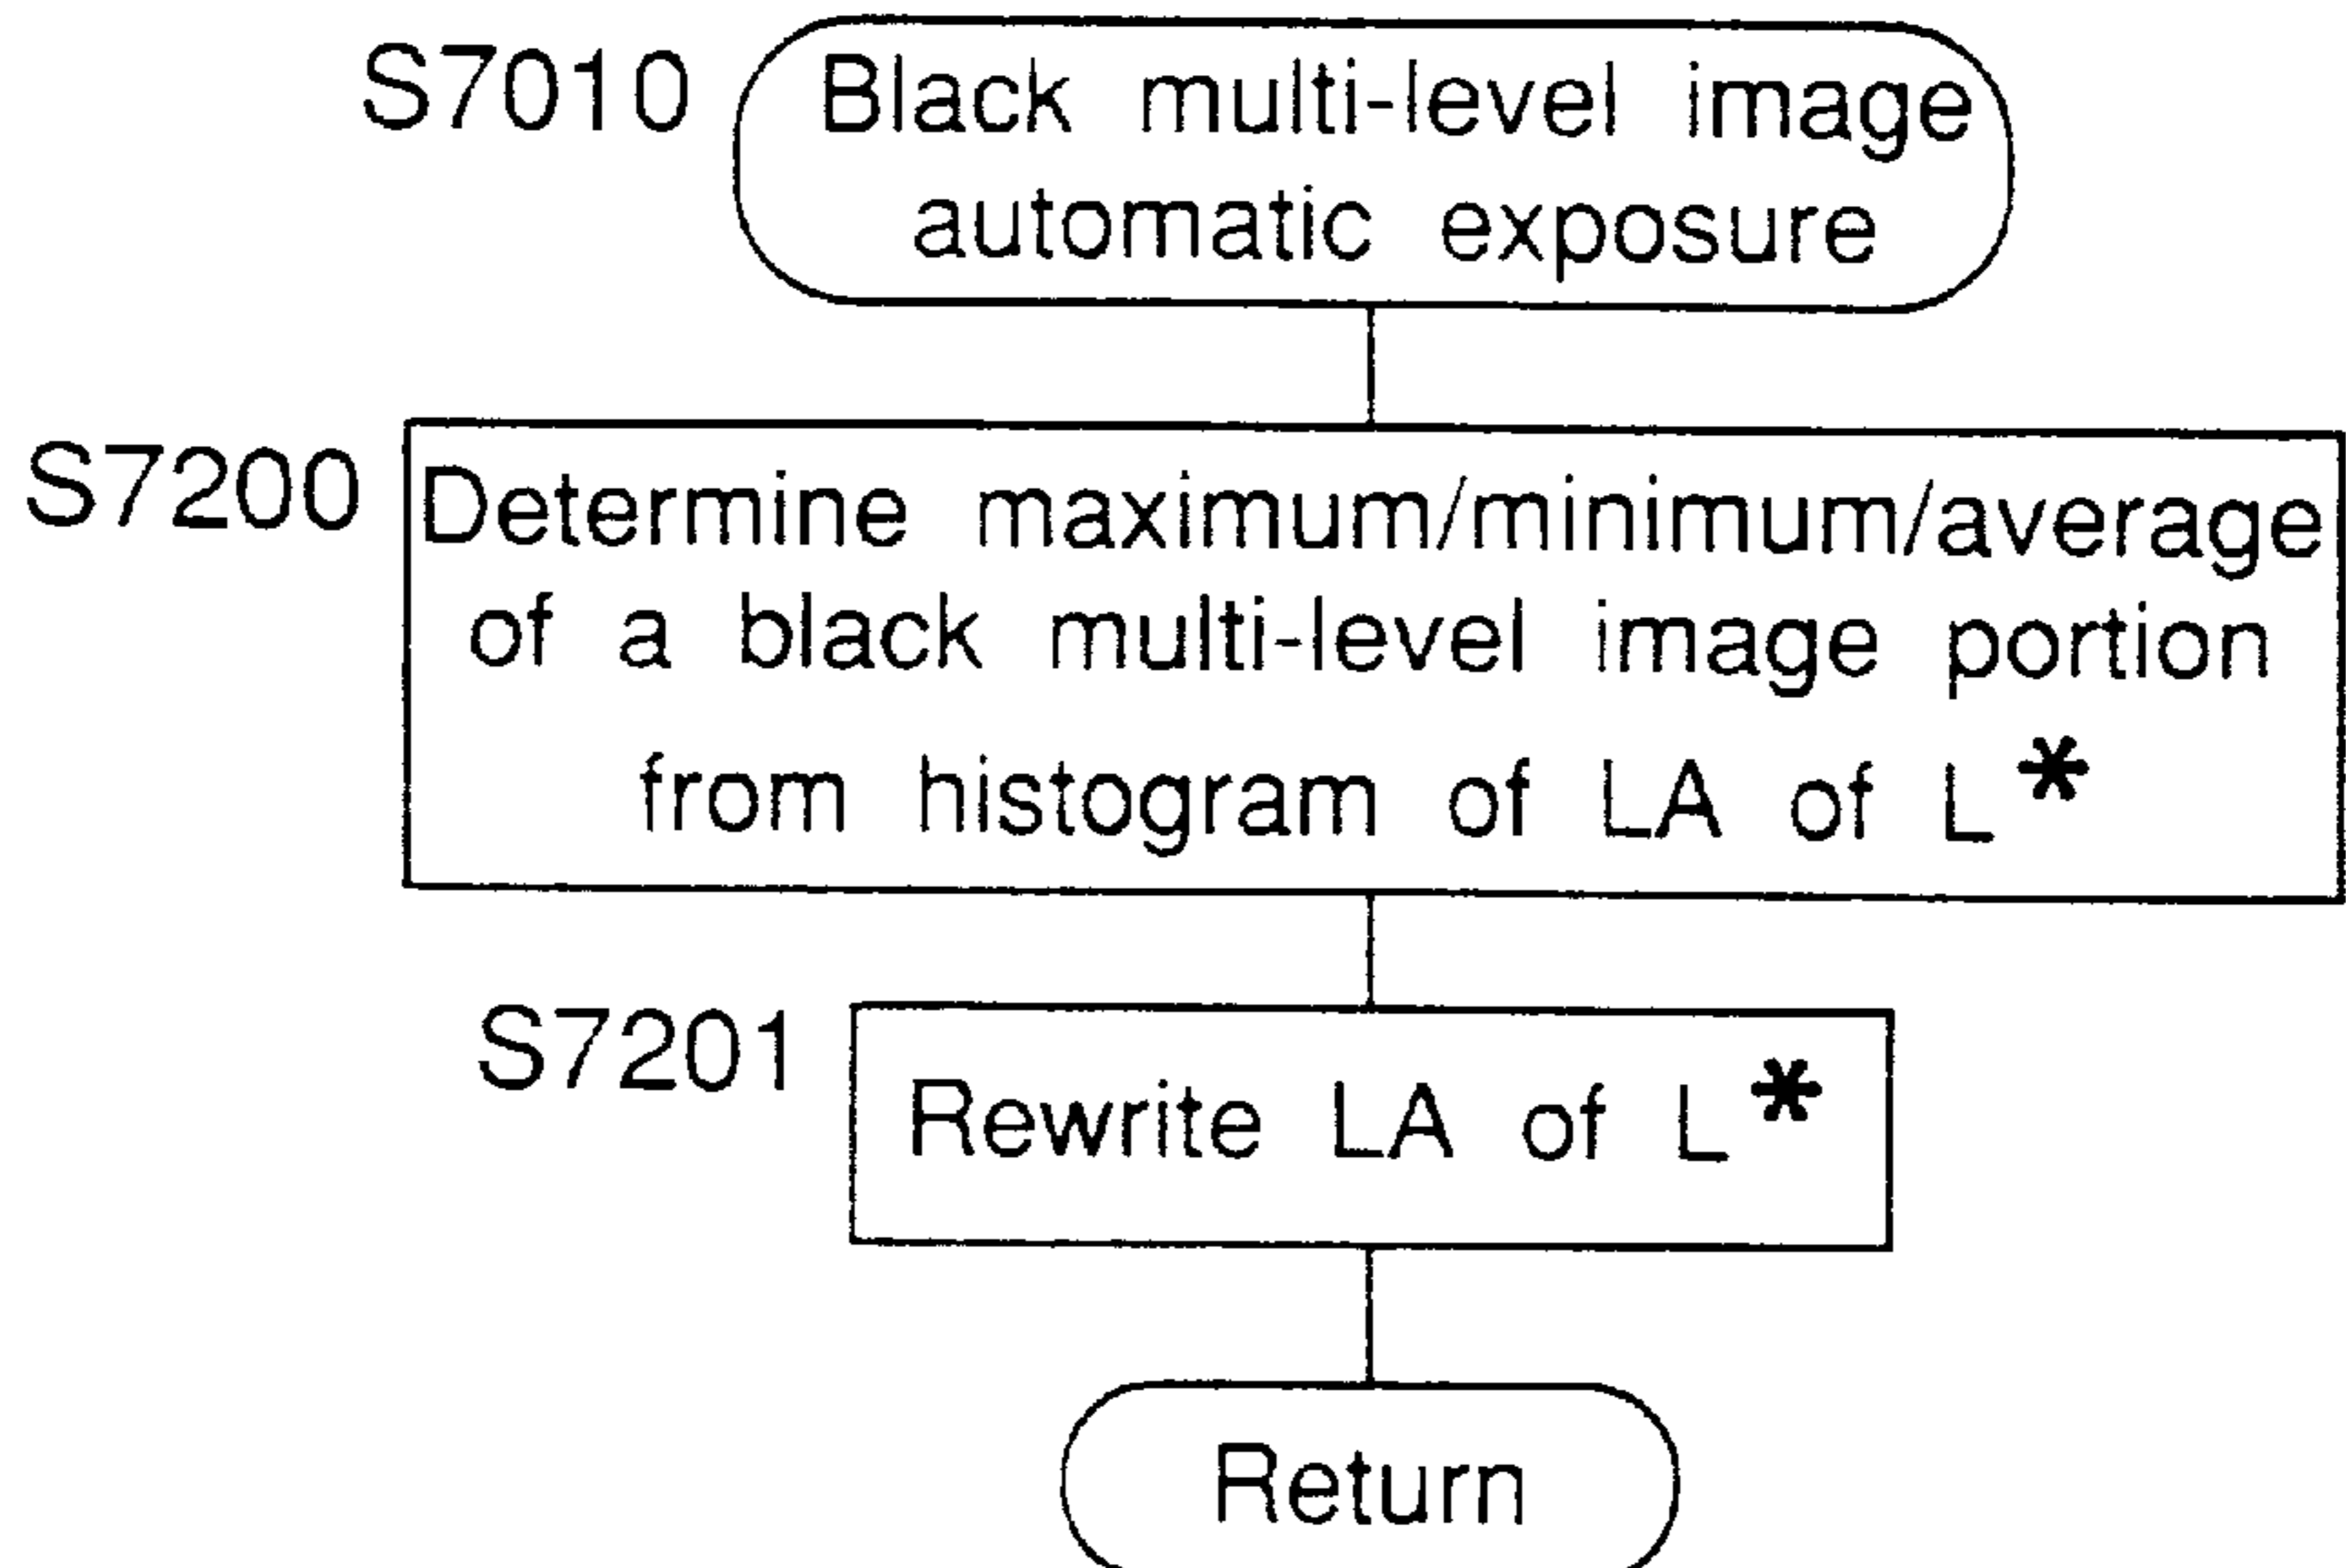 S7010 Black multi-level image
automatic exposure
S7200 Determine maximum/minimum/average
of a black multi-level image portion
from histogram of LA of L*
S7201 Rewrite LA of L*
Return